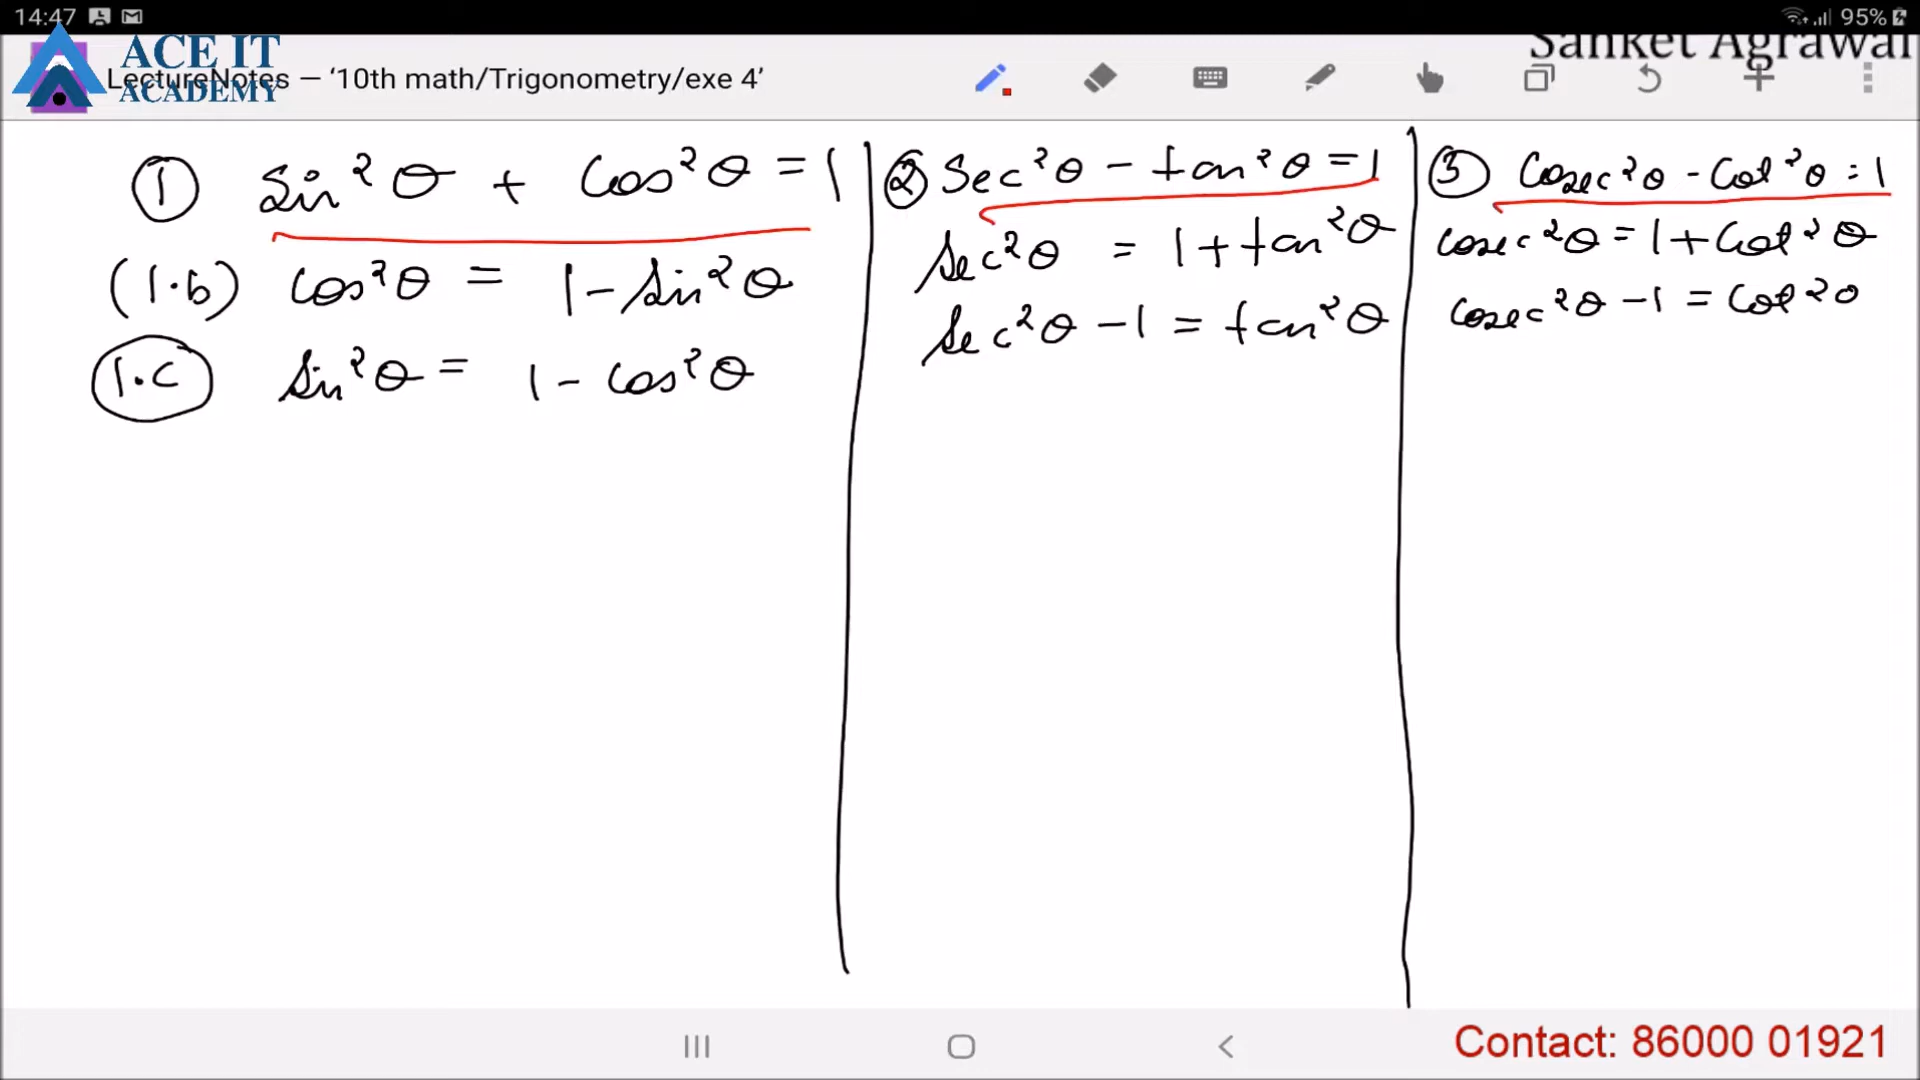 14:47
95%
ACE IT
ACADEMY
LectureNotes — ‘10th math/Trigonometry/exe 4’
Sanket Agrawal
① sin²θ + cos²θ = 1
(1.b) cos²θ = 1 - sin²θ
1.c sin²θ = 1 - cos²θ
② sec²θ - tan²θ = 1
sec²θ = 1 + tan²θ
sec²θ - 1 = tan²θ
③ cosec²θ - cot²θ = 1
cosec²θ = 1 + cot²θ
cosec²θ - 1 = cot²θ
Contact: 86000 01921